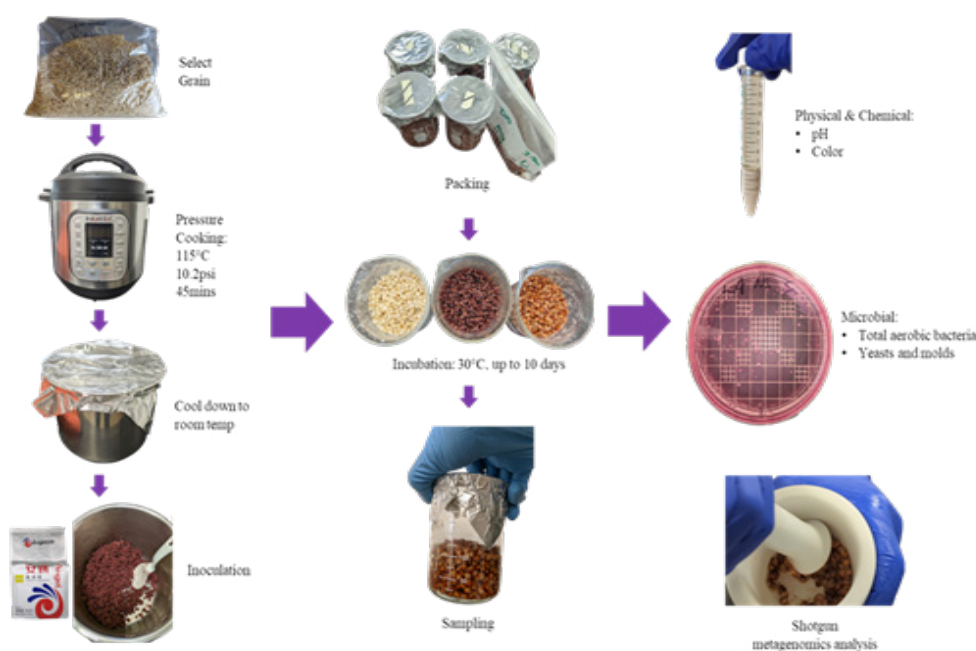 Select
Grain
Pressure
Cooking:
115°C
10.2psi
45mins
Cool down to
room temp
Inoculation
Packing
Incubation: 30°C, up to 10 days
Sampling
Physical & Chemical:
• pH
• Color
Microbial:
• Total aerobic bacteria
• Yeasts and molds
Shotgun
metagenomics analysis